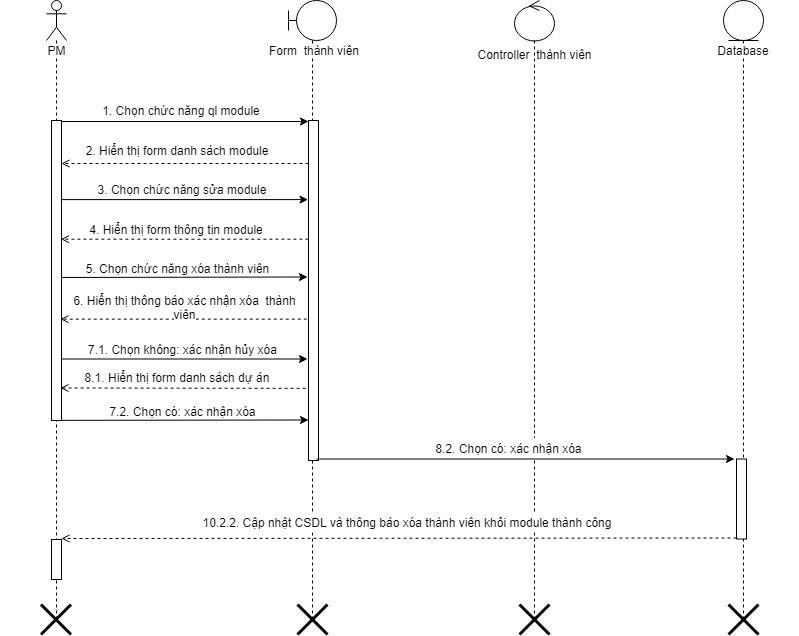 PM
Form thành viên
Controller thành viên
Database
1. Chọn chức năng ql module
2. Hiển thị form danh sách module
3. Chọn chức năng sửa module
4. Hiển thị form thông tin module
5. Chọn chức năng xóa thành viên
6. Hiển thị thông báo xác nhận xóa thành
viên
7.1. Chọn không: xác nhận hủy xóa
8.1. Hiển thị form danh sách dự án
7.2. Chọn có: xác nhận xóa
8.2. Chọn có: xác nhận xóa
10.2.2. Cập nhật CSDL và thông báo xóa thành viên khỏi module thành công